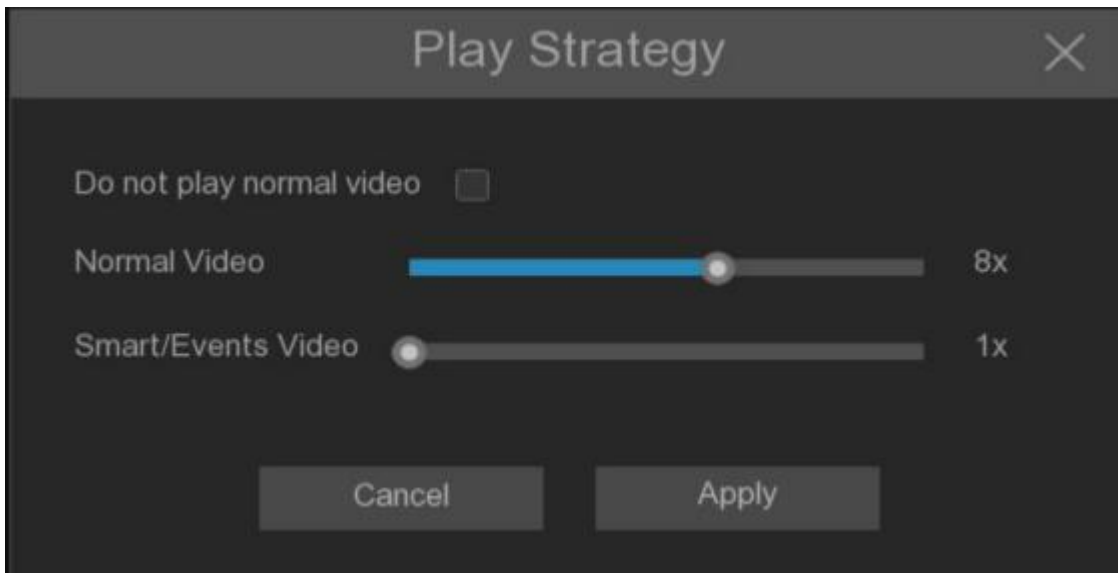 Play Strategy
Do not play normal video
Normal Video 8x
Smart/Events Video 1x
Cancel Apply